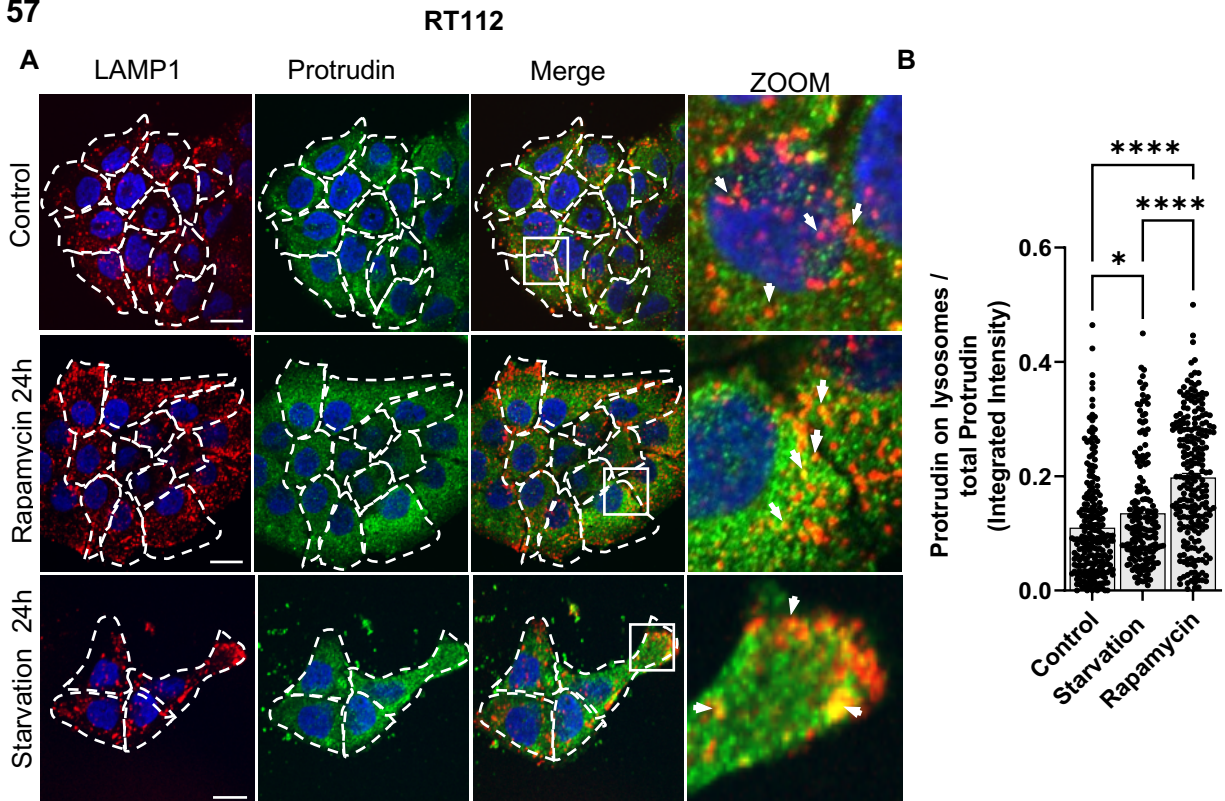 57
RT112
A
LAMP1
Protrudin
Merge
ZOOM
Control
Rapamycin 24h
Starvation 24h
B
****
****
*
Protrudin on lysosomes /
total Protrudin
(Integrated Intensity)
0.6
0.4
0.2
0.0
Control
Starvation
Rapamycin